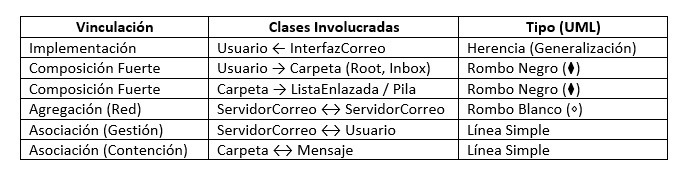 Vinculación Clases Involucradas Tipo (UML)
Implementación Usuario ← InterfazCorreo Herencia (Generalización)
Composición Fuerte Usuario → Carpeta (Root, Inbox) Rombo Negro (⧫)
Composición Fuerte Carpeta → ListaEnlazada / Pila Rombo Negro (⧫)
Agregación (Red) ServidorCorreo ↔ ServidorCorreo Rombo Blanco (⋄)
Asociación (Gestión) ServidorCorreo ↔ Usuario Línea Simple
Asociación (Contención) Carpeta ↔ Mensaje Línea Simple